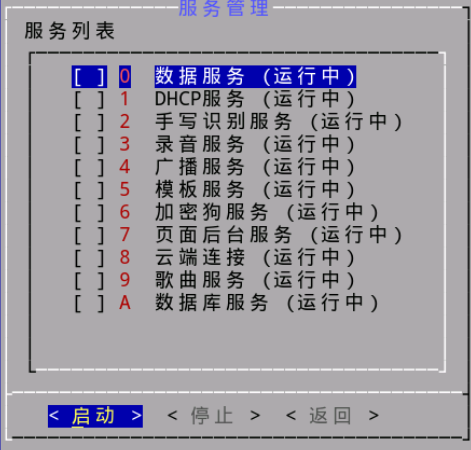 服务管理
服务列表
[ ] 0 数据服务 (运行中)
[ ] 1 DHCP服务 (运行中)
[ ] 2 手写识别服务 (运行中)
[ ] 3 录音服务 (运行中)
[ ] 4 广播服务 (运行中)
[ ] 5 模板服务 (运行中)
[ ] 6 加密狗服务 (运行中)
[ ] 7 页面后台服务 (运行中)
[ ] 8 云端连接 (运行中)
[ ] 9 歌曲服务 (运行中)
[ ] A 数据库服务 (运行中)
< 启动 > < 停止 > < 返回 >